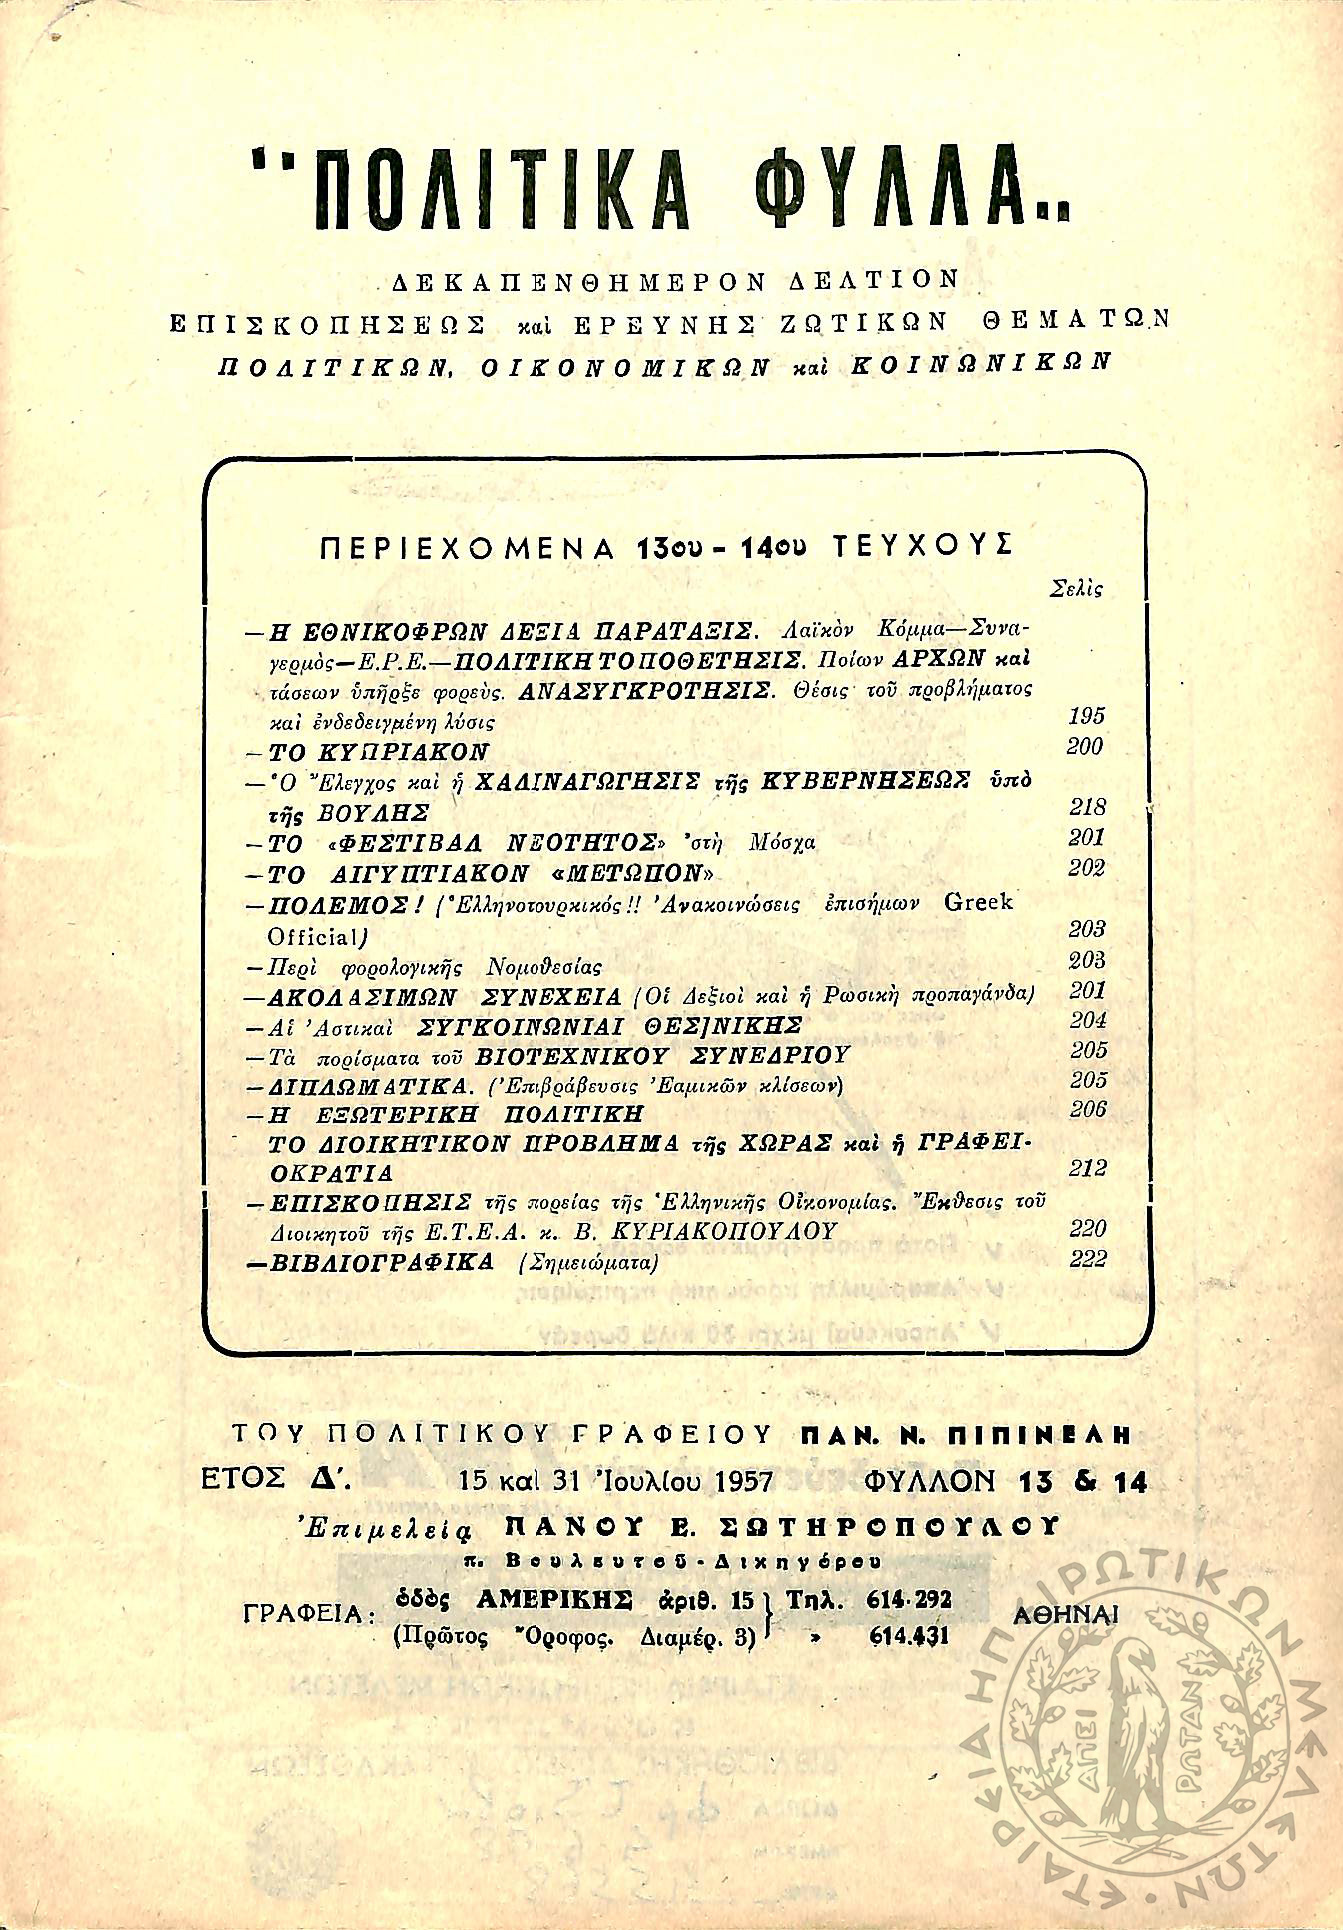 "ΠΟΛΙΤΙΚΑ ΦΥΛΛΑ„
ΔΕΚΑΠΕΝΘΗΜΕΡΟΝ ΔΕΛΤΙΟΝ
ΕΠΙΣΚΟΠΗΣΕΩΣ καὶ ΕΡΕΥΝΗΣ ΖΩΤΙΚΩΝ ΘΕΜΑΤΩΝ
ΠΟΛΙΤΙΚΩΝ, ΟΙΚΟΝΟΜΙΚΩΝ καὶ ΚΟΙΝΩΝΙΚΩΝ
ΠΕΡΙΕΧΟΜΕΝΑ 13ου - 14ου ΤΕΥΧΟΥΣ
Σελὶς
—Η ΕΘΝΙΚΟΦΡΩΝ ΔΕΞΙΑ ΠΑΡΑΤΑΞΙΣ. Λαϊκὸν Κόμμα—Συνα-
γερμὸς—Ε.Ρ.Ε.—ΠΟΛΙΤΙΚΗ ΤΟΠΟΘΕΤΗΣΙΣ. Ποίων ΑΡΧΩΝ καὶ
τάσεων ὑπῆρξε φορεὺς. ΑΝΑΣΥΓΚΡΟΤΗΣΙΣ. Θέσις τοῦ προβλήματος
καὶ ἐνδεδειγμένη λύσις 195
—ΤΟ ΚΥΠΡΙΑΚΟΝ 200
—Ὁ Ἔλεγχος καὶ ἡ ΧΑΛΙΝΑΓΩΓΗΣΙΣ τῆς ΚΥΒΕΡΝΗΣΕΩΣ ὑπὸ
τῆς ΒΟΥΛΗΣ 218
—ΤΟ «ΦΕΣΤΙΒΑΛ ΝΕΟΤΗΤΟΣ» 'στὴ Μόσχα 201
—ΤΟ ΑΙΓΥΠΤΙΑΚΟΝ «ΜΕΤΩΠΟΝ» 202
—ΠΟΛΕΜΟΣ! (Ἑλληνοτουρκικός!! Ἀνακοινώσεις ἐπισήμων Greek
Official) 203
—Περὶ φορολογικῆς Νομοθεσίας 203
—ΑΚΟΛΑΣΙΜΩΝ ΣΥΝΕΧΕΙΑ (Οἱ Δεξιοὶ καὶ ἡ Ρωσικὴ προπαγάνδα) 201
—Αἱ Ἀστικαὶ ΣΥΓΚΟΙΝΩΝΙΑΙ ΘΕΣ]ΝΙΚΗΣ 204
—Τὰ πορίσματα τοῦ ΒΙΟΤΕΧΝΙΚΟΥ ΣΥΝΕΔΡΙΟΥ 205
—ΔΙΠΛΩΜΑΤΙΚΑ. (Ἐπιβράβευσις Ἐαμικῶν κλίσεων) 205
—Η ΕΞΩΤΕΡΙΚΗ ΠΟΛΙΤΙΚΗ 206
ΤΟ ΔΙΟΙΚΗΤΙΚΟΝ ΠΡΟΒΛΗΜΑ τῆς ΧΩΡΑΣ καὶ ἡ ΓΡΑΦΕΙ-
ΟΚΡΑΤΙΑ 212
—ΕΠΙΣΚΟΠΗΣΙΣ τῆς πορείας τῆς Ἑλληνικῆς Οἰκονομίας. Ἔκθεσις τοῦ
Διοικητοῦ τῆς Ε.Τ.Ε.Α. κ. Β. ΚΥΡΙΑΚΟΠΟΥΛΟΥ 220
—ΒΙΒΛΙΟΓΡΑΦΙΚΑ (Σημειώματα) 222
ΤΟΥ ΠΟΛΙΤΙΚΟΥ ΓΡΑΦΕΙΟΥ ΠΑΝ. Ν. ΠΙΠΙΝΕΛΗ
ΕΤΟΣ Δ'. 15 καὶ 31 Ἰουλίου 1957 ΦΥΛΛΟΝ 13 & 14
Ἐπιμελείᾳ ΠΑΝΟΥ Ε. ΣΩΤΗΡΟΠΟΥΛΟΥ
π. Βουλευτοῦ - Δικηγόρου
ΓΡΑΦΕΙΑ: ὁδὸς ΑΜΕΡΙΚΗΣ ἀριθ. 15 } Τηλ. 614·292 ΑΘΗΝΑΙ
(Πρῶτος Ὄροφος. Διαμέρ. 3) » 614.431
ΕΤΑΙΡΕΙΑ ΗΠΕΙΡΩΤΙΚΩΝ ΜΕΛΕΤΩΝ
ΑΠΕΙ ΡΩΤΑΝ